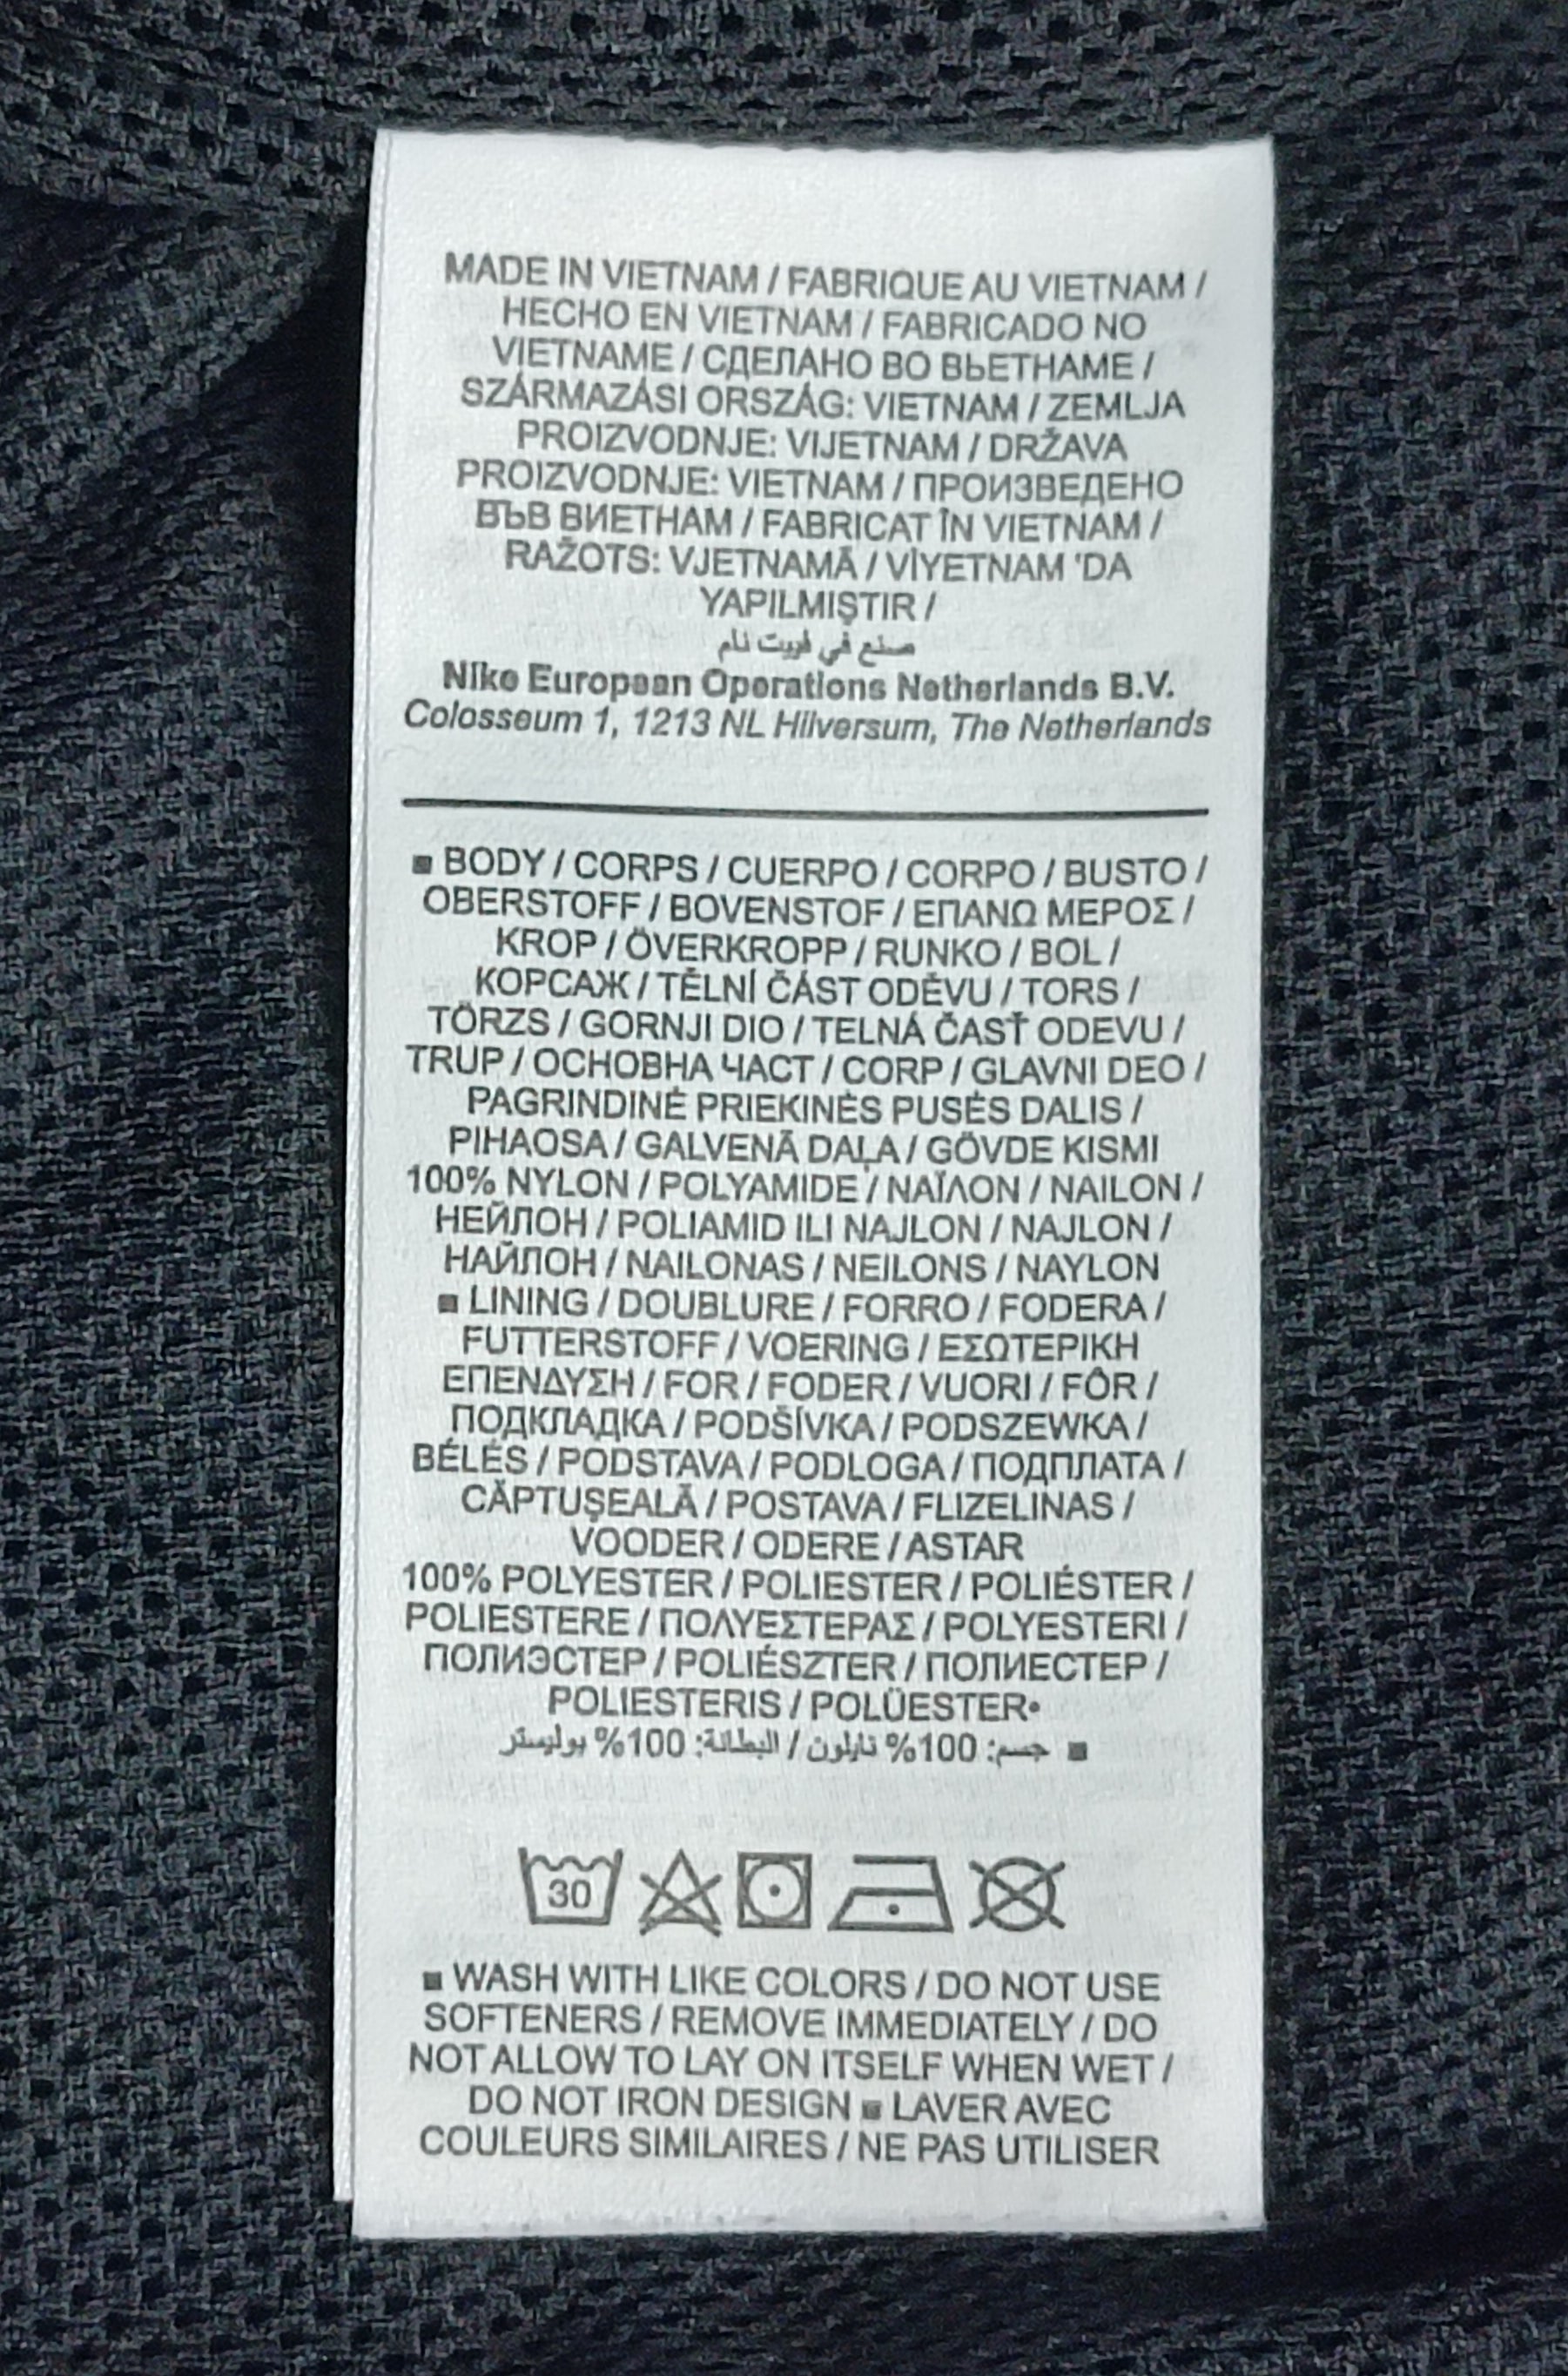 MADE IN VIETNAM / FABRIQUE AU VIETNAM /
HECHO EN VIETNAM / FABRICADO NO
VIETNAME / СДЕЛАНО ВО ВЬЕТНАМЕ /
SZÁRMAZÁSI ORSZÁG: VIETNAM / ZEMLJA
PROIZVODNJE: VIJETNAM / DRŽAVA
PROIZVODNJE: VIETNAM / ПРОИЗВЕДЕНО
ВЪВ ВИЕТНАМ / FABRICAT ÎN VIETNAM /
RAŽOTS: VJETNAMĀ / VİYETNAM 'DA
YAPILMIŞTIR /
صنع في فييت نام
Nike European Operations Netherlands B.V.
Colosseum 1, 1213 NL Hilversum, The Netherlands
■ BODY / CORPS / CUERPO / CORPO / BUSTO /
OBERSTOFF / BOVENSTOF / ΕΠΑΝΩ ΜΕΡΟΣ /
KROP / ÖVERKROPP / RUNKO / BOL /
КОРСАЖ / TĚLNÍ ČÁST ODĚVU / TORS /
TÖRZS / GORNJI DIO / TELNÁ ČASŤ ODEVU /
TRUP / ОСНОВНА ЧАСТ / CORP / GLAVNI DEO /
PAGRINDINĖ PRIEKINĖS PUSĖS DALIS /
PIHAOSA / GALVENĀ DAĻA / GÖVDE KISMI
100% NYLON / POLYAMIDE / ΝΑΪΛΟΝ / NAILON /
НЕЙЛОН / POLIAMID ILI NAJLON / NAJLON /
НАЙЛОН / NAILONAS / NEILONS / NAYLON
■ LINING / DOUBLURE / FORRO / FODERA /
FUTTERSTOFF / VOERING / ΕΣΩΤΕΡΙΚΗ
ΕΠΕΝΔΥΣΗ / FOR / FODER / VUORI / FÔR /
ПОДКЛАДКА / PODŠÍVKA / PODSZEWKA /
BÉLÉS / PODSTAVA / PODLOGA / ПОДПЛАТА /
CĂPTUŞEALĂ / POSTAVA / FLIZELINAS /
VOODER / ODERE / ASTAR
100% POLYESTER / POLIESTER / POLIÉSTER /
POLIESTERE / ΠΟΛΥΕΣΤΕΡΑΣ / POLYESTERI /
ПОЛИЭСТЕР / POLIÉSZTER / ПОЛИЕСТЕР /
POLIESTERIS / POLÜESTER•
■ جسم: 100% نايلون / البطانة: 100% بوليستر
30
■ WASH WITH LIKE COLORS / DO NOT USE
SOFTENERS / REMOVE IMMEDIATELY / DO
NOT ALLOW TO LAY ON ITSELF WHEN WET /
DO NOT IRON DESIGN ■ LAVER AVEC
COULEURS SIMILAIRES / NE PAS UTILISER